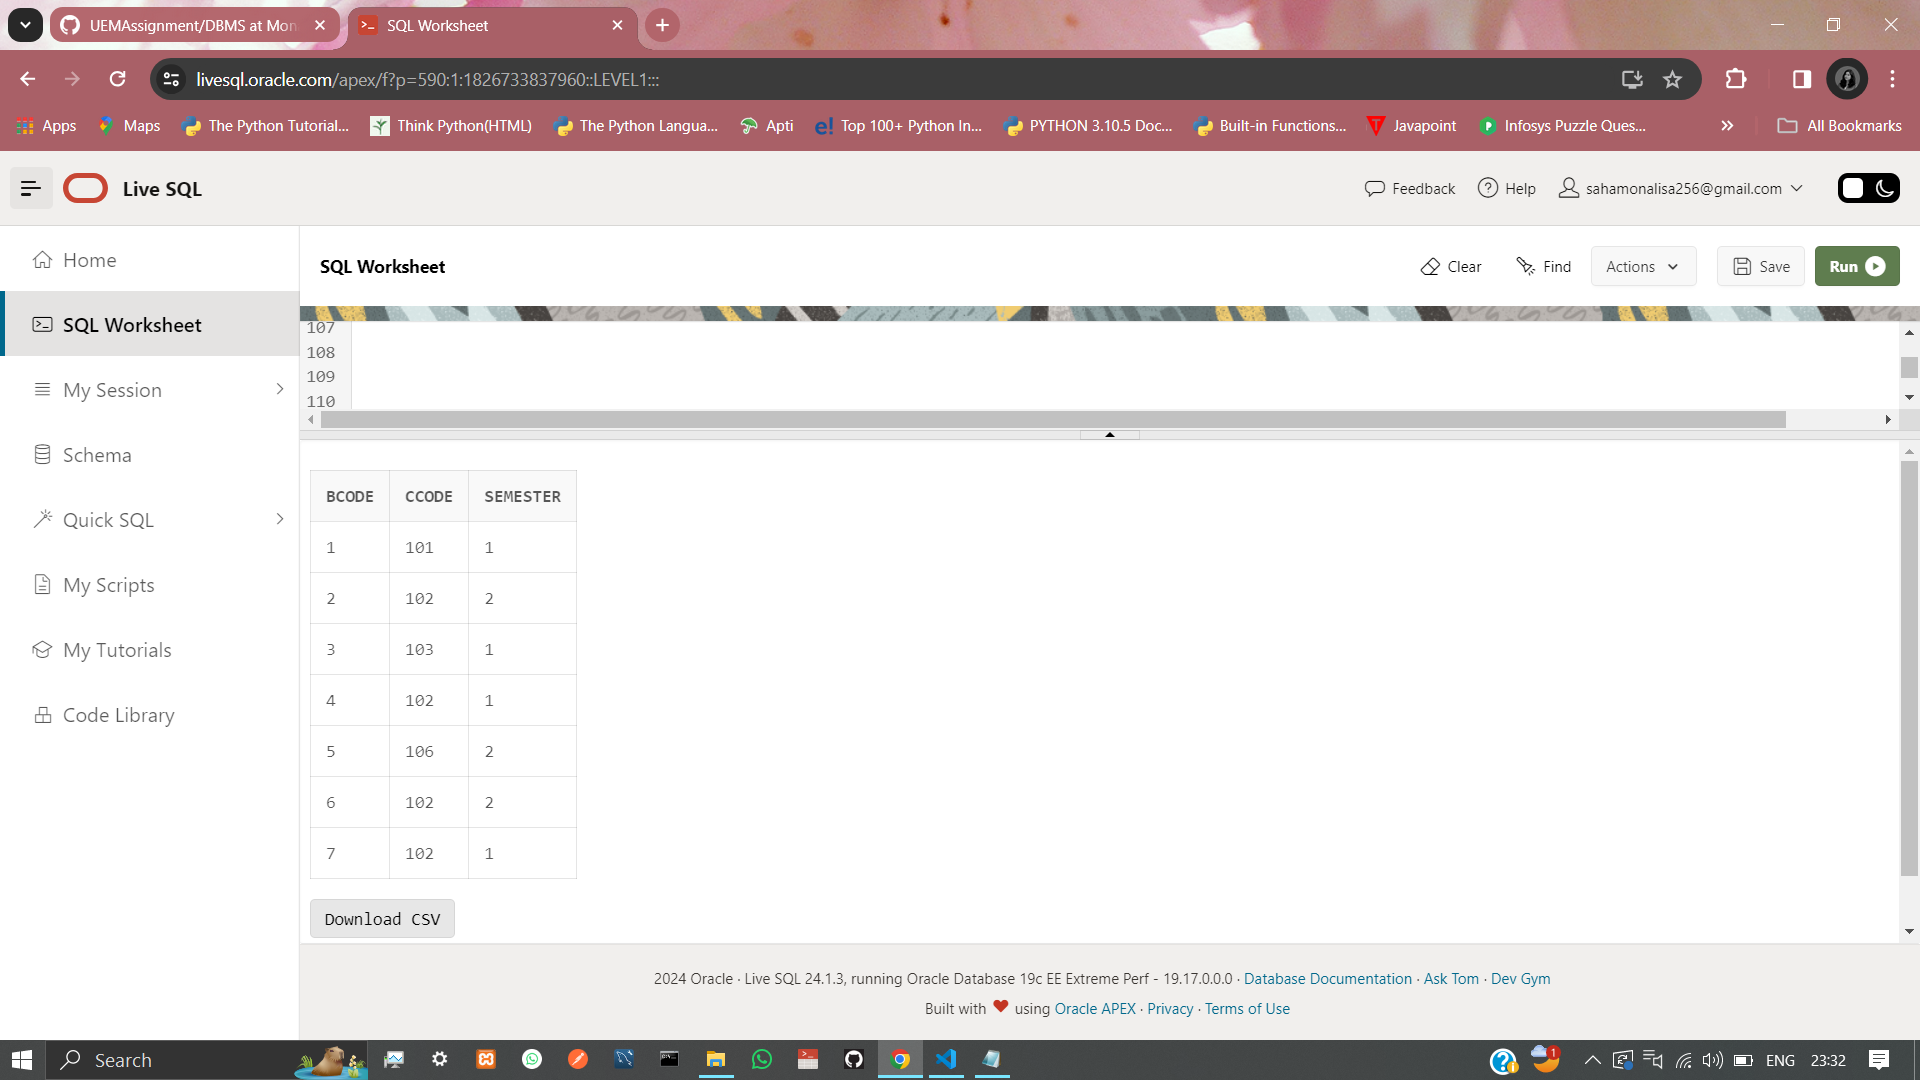 UEMAssignment/DBMS at Mon
SQL Worksheet
livesql.oracle.com/apex/f?p=590:1:1826733837960::LEVEL1:::
Apps
Maps
The Python Tutorial...
Think Python(HTML)
The Python Langua...
Apti
Top 100+ Python In...
PYTHON 3.10.5 Doc...
Built-in Functions...
Javapoint
Infosys Puzzle Ques...
All Bookmarks
Live SQL
Feedback
Help
sahamonalisa256@gmail.com
Home
SQL Worksheet
My Session
Schema
Quick SQL
My Scripts
My Tutorials
Code Library
SQL Worksheet
Clear
Find
Actions
Save
Run
107
108
109
110
BCODE CCODE SEMESTER
1 101 1
2 102 2
3 103 1
4 102 1
5 106 2
6 102 2
7 102 1
Download CSV
2024 Oracle · Live SQL 24.1.3, running Oracle Database 19c EE Extreme Perf - 19.17.0.0.0 · Database Documentation · Ask Tom · Dev Gym
Built with ❤ using Oracle APEX · Privacy · Terms of Use
Search
1
ENG
23:32